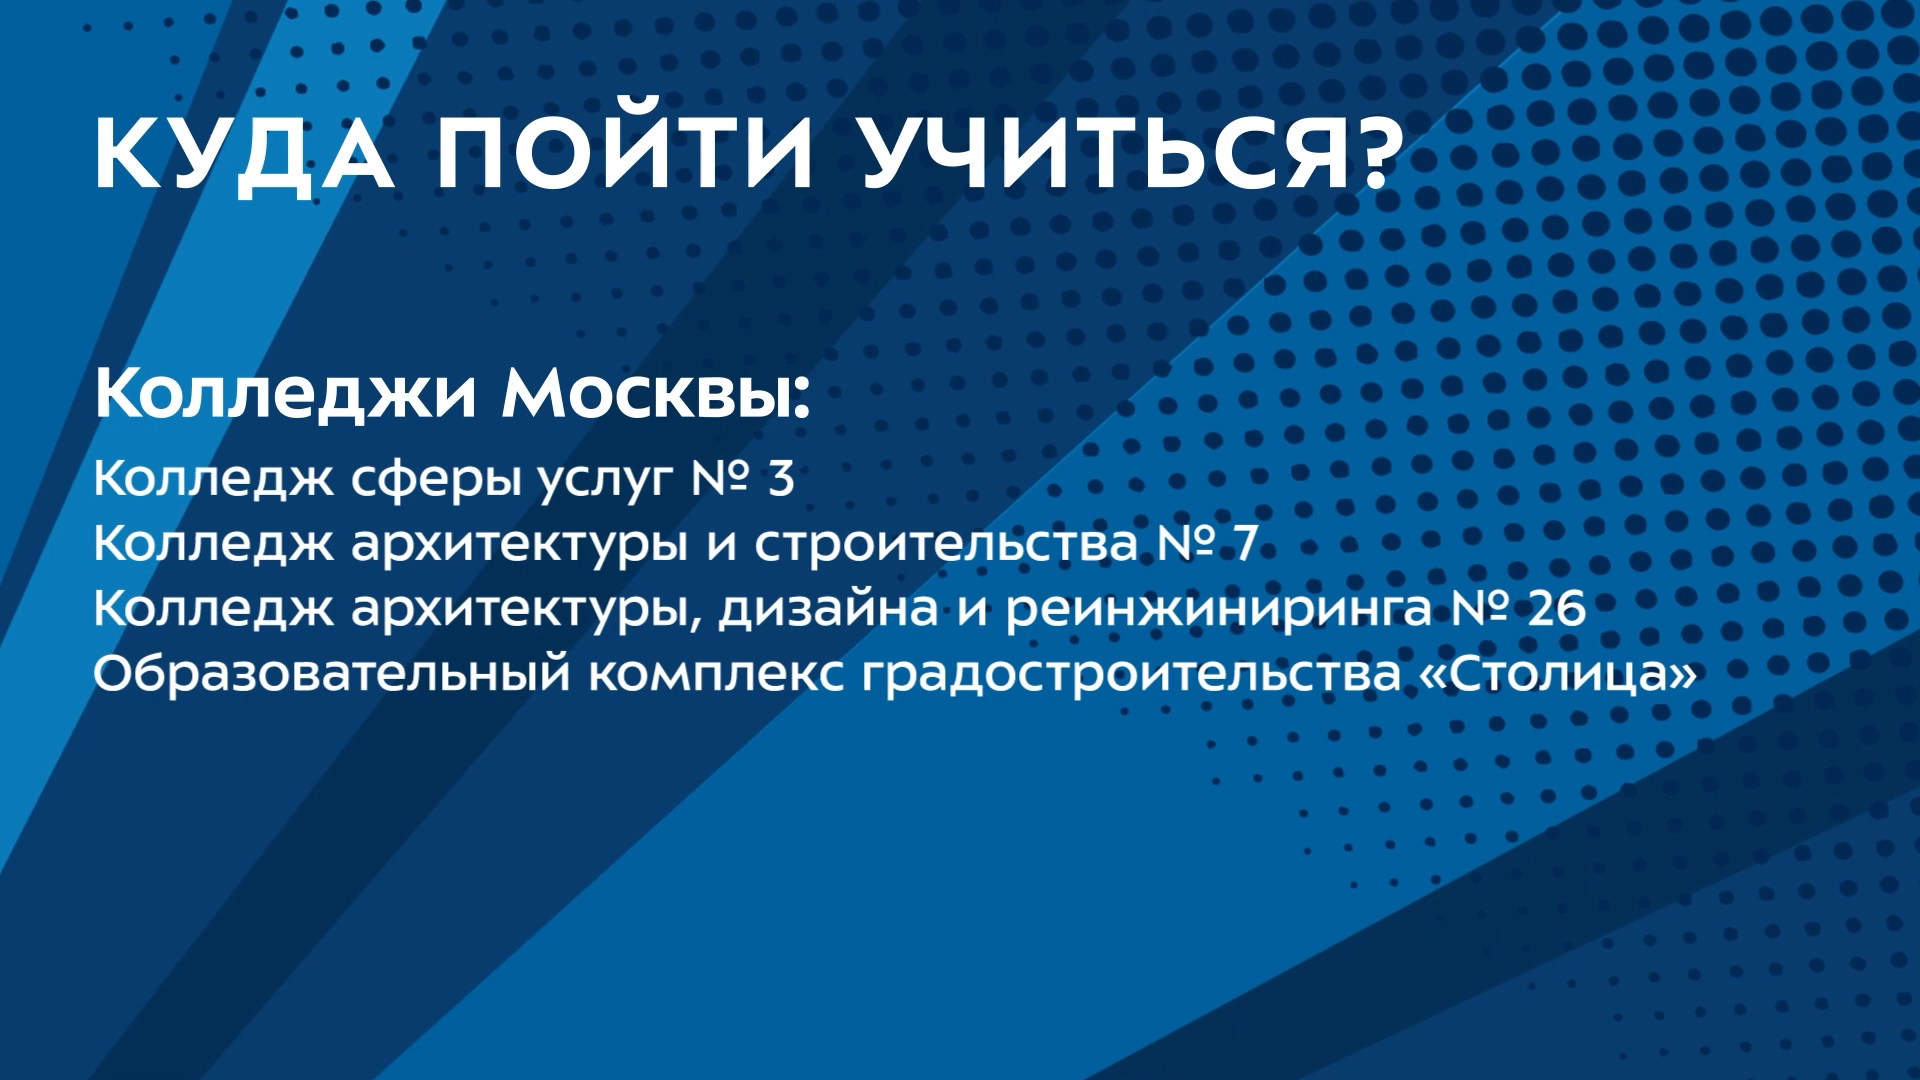 КУДА ПОЙТИ УЧИТЬСЯ?
Колледжи Москвы:
Колледж сферы услуг № 3
Колледж архитектуры и строительства № 7
Колледж архитектуры, дизайна и реинжиниринга № 26
Образовательный комплекс градостроительства «Столица»